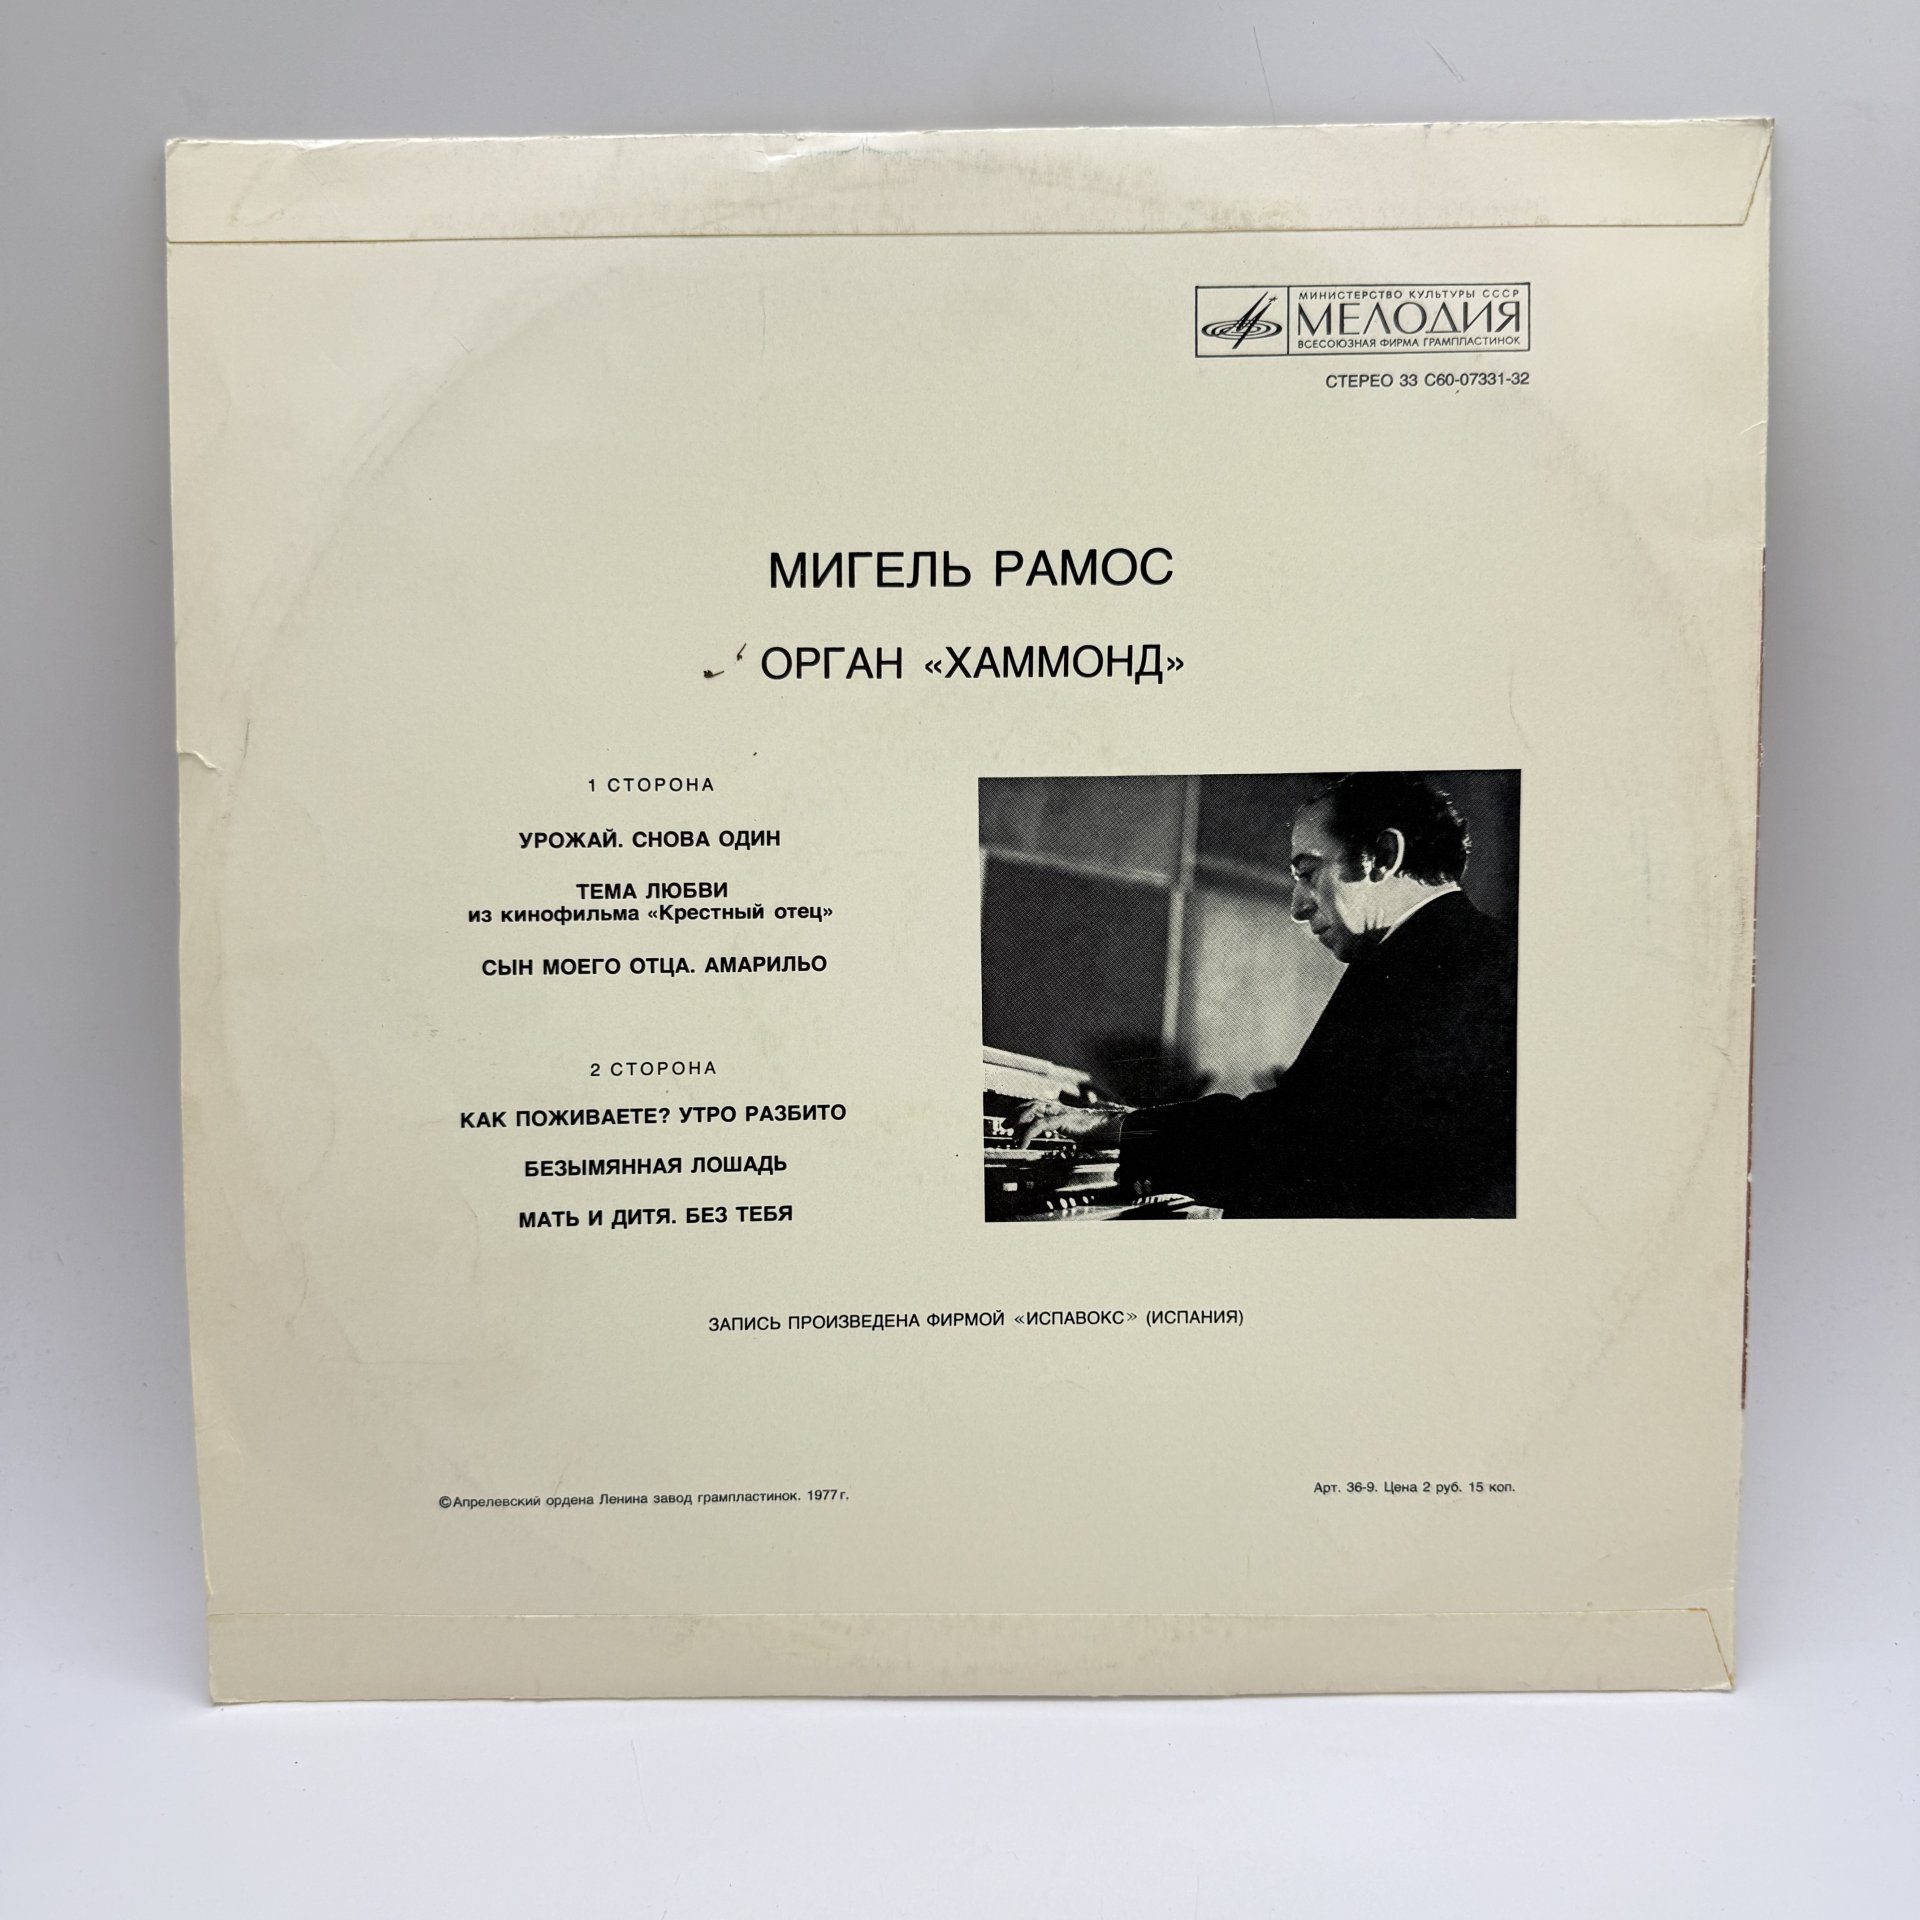 МИНИСТЕРСТВО КУЛЬТУРЫ СССР
МЕЛОДИЯ
ВСЕСОЮЗНАЯ ФИРМА ГРАМПЛАСТИНОК
СТЕРЕО 33 С60-07331-32
МИГЕЛЬ РАМОС
ОРГАН «ХАММОНД»
1 СТОРОНА
УРОЖАЙ. СНОВА ОДИН
ТЕМА ЛЮБВИ
из кинофильма «Крестный отец»
СЫН МОЕГО ОТЦА. АМАРИЛЬО
2 СТОРОНА
КАК ПОЖИВАЕТЕ? УТРО РАЗБИТО
БЕЗЫМЯННАЯ ЛОШАДЬ
МАТЬ И ДИТЯ. БЕЗ ТЕБЯ
ЗАПИСЬ ПРОИЗВЕДЕНА ФИРМОЙ «ИСПАВОКС» (ИСПАНИЯ)
©Апрелевский ордена Ленина завод грампластинок. 1977 г.
Арт. 36-9. Цена 2 руб. 15 коп.